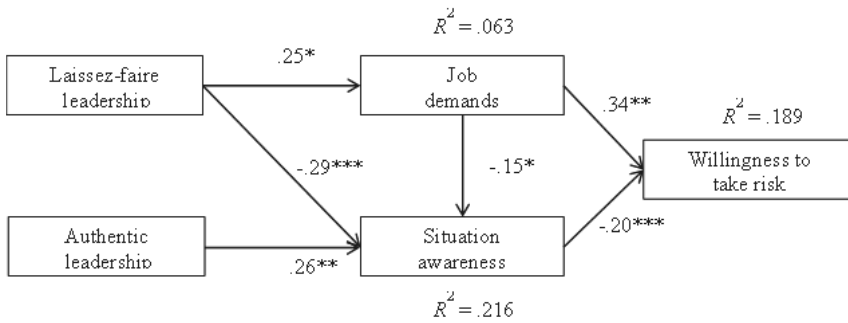 R² = .063
Laissez-faire
leadership
.25*
Job
demands
.34**
R² = .189
-.29***
-.15*
Willingness to
take risk
Authentic
leadership
.26**
Situation
awareness
-.20***
R² = .216